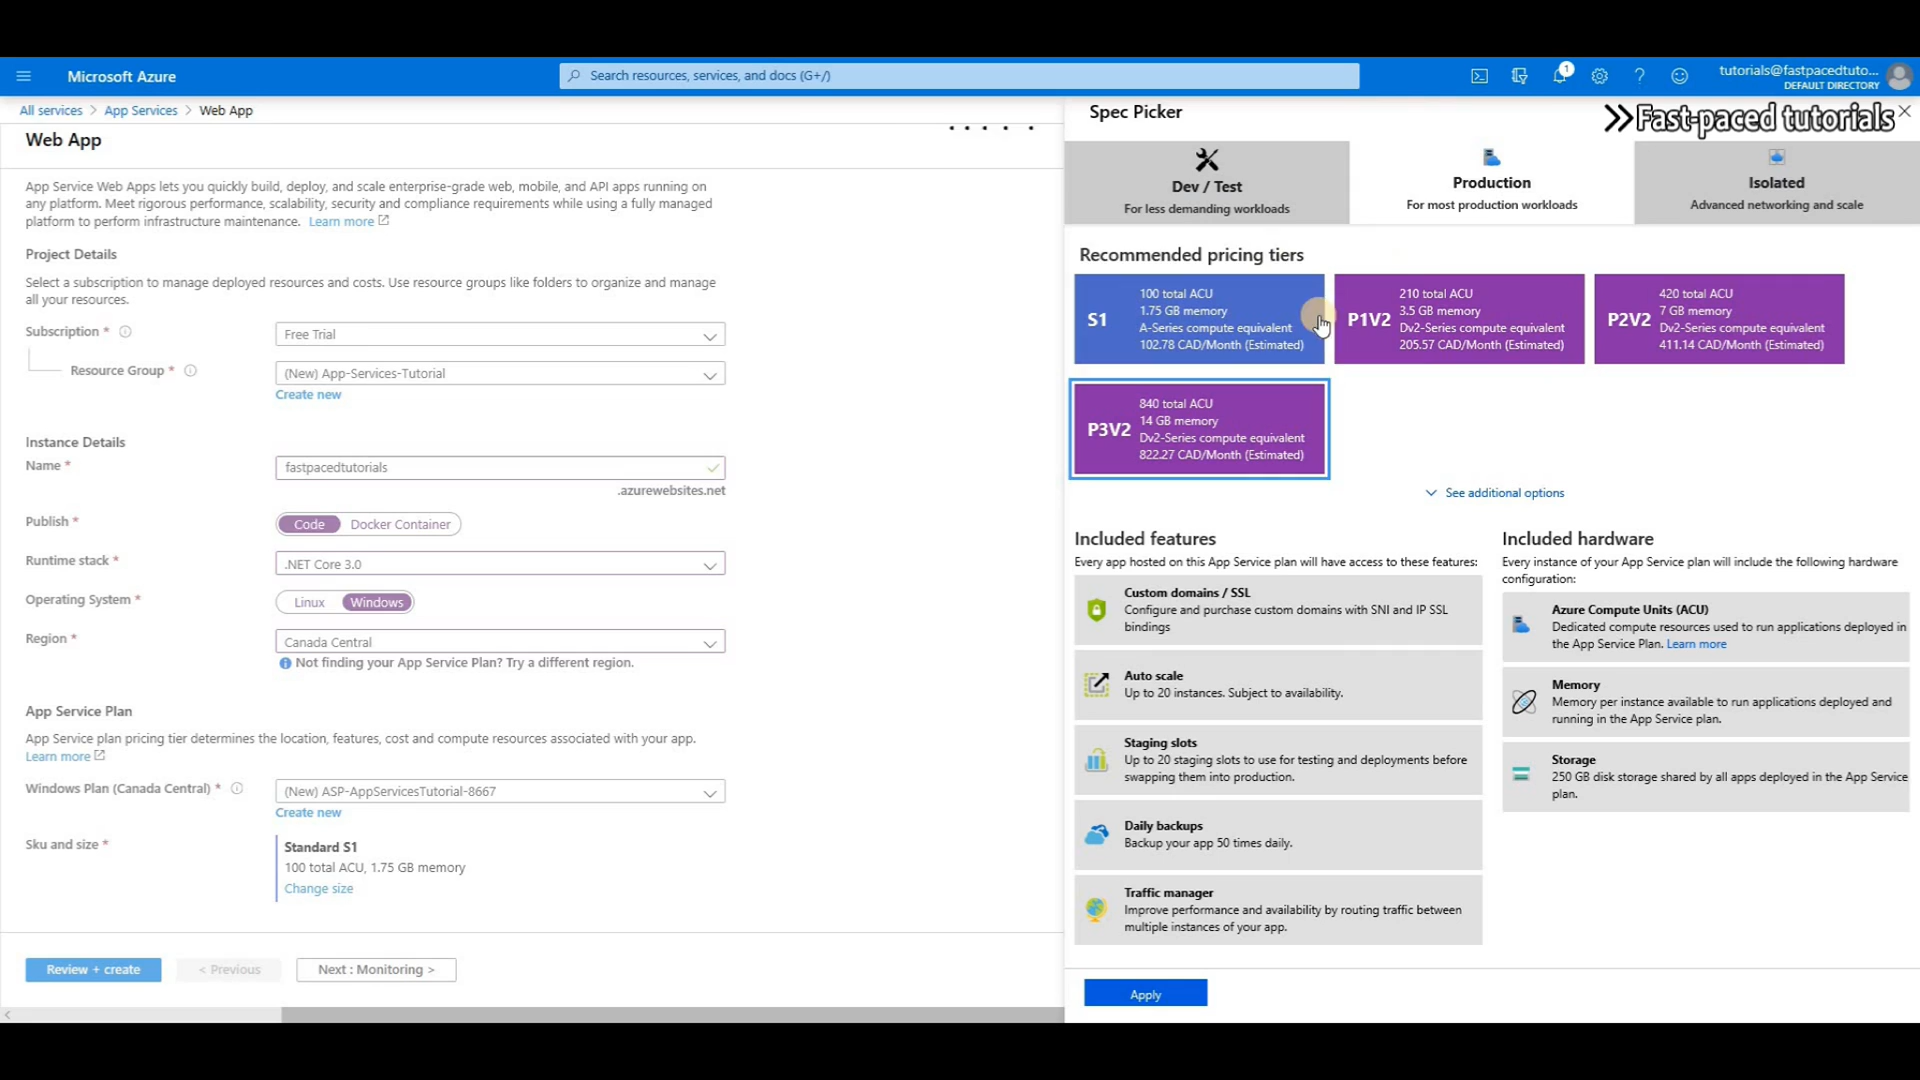 Microsoft Azure
Search resources, services, and docs (G+/)
1
tutorials@fastpacedtuto...
DEFAULT DIRECTORY
All services > App Services > Web App
Web App
App Service Web Apps lets you quickly build, deploy, and scale enterprise-grade web, mobile, and API apps running on
any platform. Meet rigorous performance, scalability, security and compliance requirements while using a fully managed
platform to perform infrastructure maintenance. Learn more
Project Details
Select a subscription to manage deployed resources and costs. Use resource groups like folders to organize and manage
all your resources.
Subscription *
Free Trial
Resource Group *
(New) App-Services-Tutorial
Create new
Instance Details
Name *
fastpacedtutorials
.azurewebsites.net
Publish *
Code
Docker Container
Runtime stack *
.NET Core 3.0
Operating System *
Linux
Windows
Region *
Canada Central
Not finding your App Service Plan? Try a different region.
App Service Plan
App Service plan pricing tier determines the location, features, cost and compute resources associated with your app.
Learn more
Windows Plan (Canada Central) *
(New) ASP-AppServicesTutorial-8667
Create new
Sku and size *
Standard S1
100 total ACU, 1.75 GB memory
Change size
Review + create
< Previous
Next : Monitoring >
Spec Picker
Fast-paced tutorials
Dev / Test
For less demanding workloads
Production
For most production workloads
Isolated
Advanced networking and scale
Recommended pricing tiers
S1
100 total ACU
1.75 GB memory
A-Series compute equivalent
102.78 CAD/Month (Estimated)
P1V2
210 total ACU
3.5 GB memory
Dv2-Series compute equivalent
205.57 CAD/Month (Estimated)
P2V2
420 total ACU
7 GB memory
Dv2-Series compute equivalent
411.14 CAD/Month (Estimated)
P3V2
840 total ACU
14 GB memory
Dv2-Series compute equivalent
822.27 CAD/Month (Estimated)
See additional options
Included features
Every app hosted on this App Service plan will have access to these features:
Custom domains / SSL
Configure and purchase custom domains with SNI and IP SSL
bindings
Auto scale
Up to 20 instances. Subject to availability.
Staging slots
Up to 20 staging slots to use for testing and deployments before
swapping them into production.
Daily backups
Backup your app 50 times daily.
Traffic manager
Improve performance and availability by routing traffic between
multiple instances of your app.
Included hardware
Every instance of your App Service plan will include the following hardware
configuration:
Azure Compute Units (ACU)
Dedicated compute resources used to run applications deployed in
the App Service Plan. Learn more
Memory
Memory per instance available to run applications deployed and
running in the App Service plan.
Storage
250 GB disk storage shared by all apps deployed in the App Service
plan.
Apply